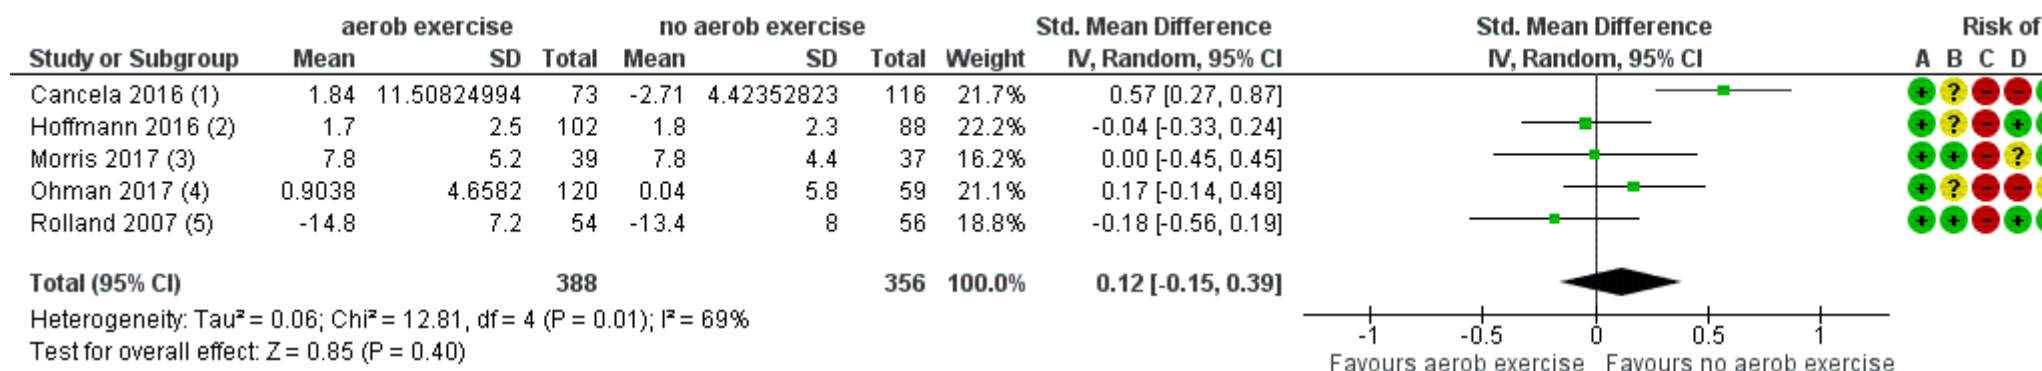 aerob exercise no aerob exercise Std. Mean Difference Std. Mean Difference Risk of
Study or Subgroup Mean SD Total Mean SD Total Weight IV, Random, 95% CI IV, Random, 95% CI A B C D
Cancela 2016 (1) 1.84 11.50824994 73 -2.71 4.42352823 116 21.7% 0.57 [0.27, 0.87] + ? - -
Hoffmann 2016 (2) 1.7 2.5 102 1.8 2.3 88 22.2% -0.04 [-0.33, 0.24] + ? - +
Morris 2017 (3) 7.8 5.2 39 7.8 4.4 37 16.2% 0.00 [-0.45, 0.45] + + - ?
Ohman 2017 (4) 0.9038 4.6582 120 0.04 5.8 59 21.1% 0.17 [-0.14, 0.48] + ? - -
Rolland 2007 (5) -14.8 7.2 54 -13.4 8 56 18.8% -0.18 [-0.56, 0.19] + + - +
Total (95% CI) 388 356 100.0% 0.12 [-0.15, 0.39]
Heterogeneity: Tau² = 0.06; Chi² = 12.81, df = 4 (P = 0.01); I² = 69%
Test for overall effect: Z = 0.85 (P = 0.40)
-1 -0.5 0 0.5 1
Favours aerob exercise Favours no aerob exercise